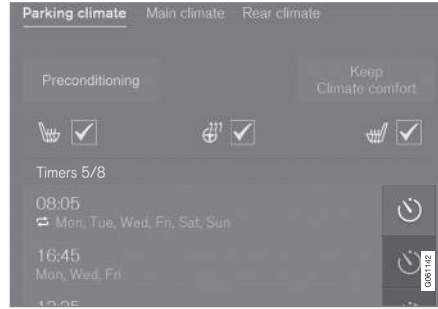 Parking climate Main climate Rear climate
Preconditioning
Keep
Climate comfort
Timers 5/8
08:05
Mon, Tue, Wed, Fri, Sat, Sun
16:45
Mon, Wed, Fri
G061142